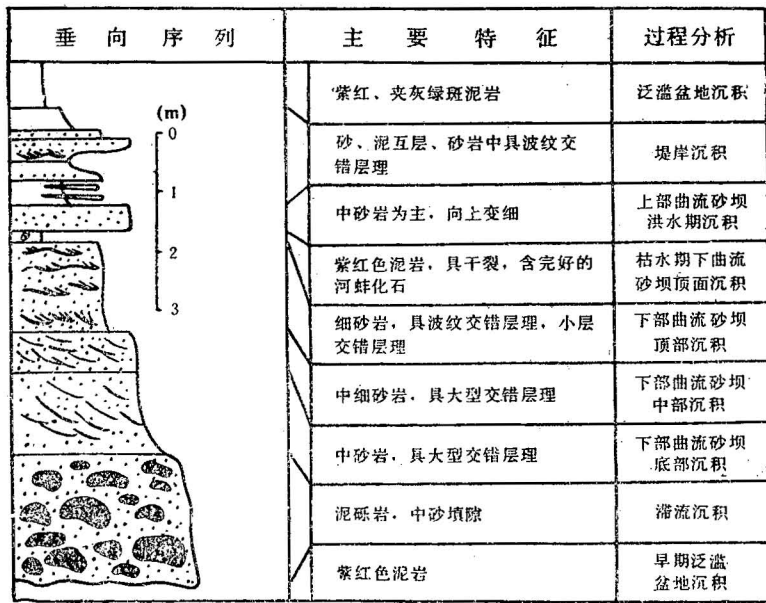 垂向序列
主要特征
过程分析
(m)
0
1
2
3
紫红、夹灰绿斑泥岩
泛滥盆地沉积
砂、泥互层、砂岩中具波纹交
错层理
堤岸沉积
中砂岩为主，向上变细
上部曲流砂坝
洪水期沉积
紫红色泥岩，具干裂，含完好的
河蚌化石
枯水期下曲流
砂坝顶面沉积
细砂岩，具波纹交错层理，小层
交错层理
下部曲流砂坝
顶部沉积
中细砂岩，具大型交错层理
下部曲流砂坝
中部沉积
中砂岩，具大型交错层理
下部曲流砂坝
底部沉积
泥砾岩，中砂填隙
滞流沉积
紫红色泥岩
早期泛滥
盆地沉积